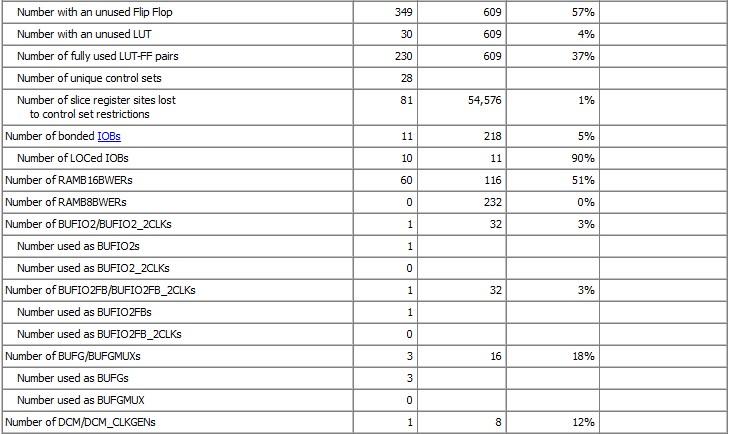 Number with an unused Flip Flop 349 609 57%
Number with an unused LUT 30 609 4%
Number of fully used LUT-FF pairs 230 609 37%
Number of unique control sets 28
Number of slice register sites lost 81 54,576 1%
to control set restrictions
Number of bonded IOBs 11 218 5%
Number of LOCed IOBs 10 11 90%
Number of RAMB16BWERs 60 116 51%
Number of RAMB8BWERs 0 232 0%
Number of BUFIO2/BUFIO2_2CLKs 1 32 3%
Number used as BUFIO2s 1
Number used as BUFIO2_2CLKs 0
Number of BUFIO2FB/BUFIO2FB_2CLKs 1 32 3%
Number used as BUFIO2FBs 1
Number used as BUFIO2FB_2CLKs 0
Number of BUFG/BUFGMUXs 3 16 18%
Number used as BUFGs 3
Number used as BUFGMUX 0
Number of DCM/DCM_CLKGENs 1 8 12%